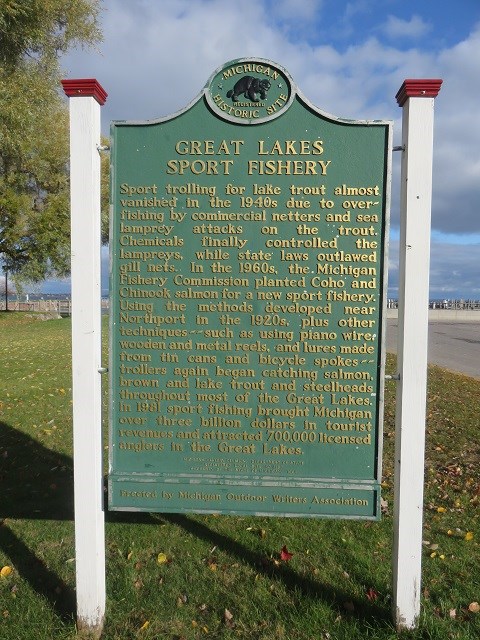 MICHIGAN
REGISTERED
HISTORIC SITE
GREAT LAKES
SPORT FISHERY
Sport trolling for lake trout almost
vanished in the 1940s due to over-
fishing by commercial netters and sea
lamprey attacks on the trout.
Chemicals finally controlled the
lampreys, while state laws outlawed
gill nets. In the 1960s, the Michigan
Fishery Commission planted Coho and
Chinook salmon for a new sport fishery.
Using the methods developed near
Northport in the 1920s, plus other
techniques--such as using piano wire,
wooden and metal reels, and lures made
from tin cans and bicycle spokes--
trollers again began catching salmon,
brown and lake trout and steelheads
throughout most of the Great Lakes.
In 1981 sport fishing brought Michigan
over three billion dollars in tourist
revenues and attracted 700,000 licensed
anglers in the Great Lakes.
Erected by Michigan Outdoor Writers Association